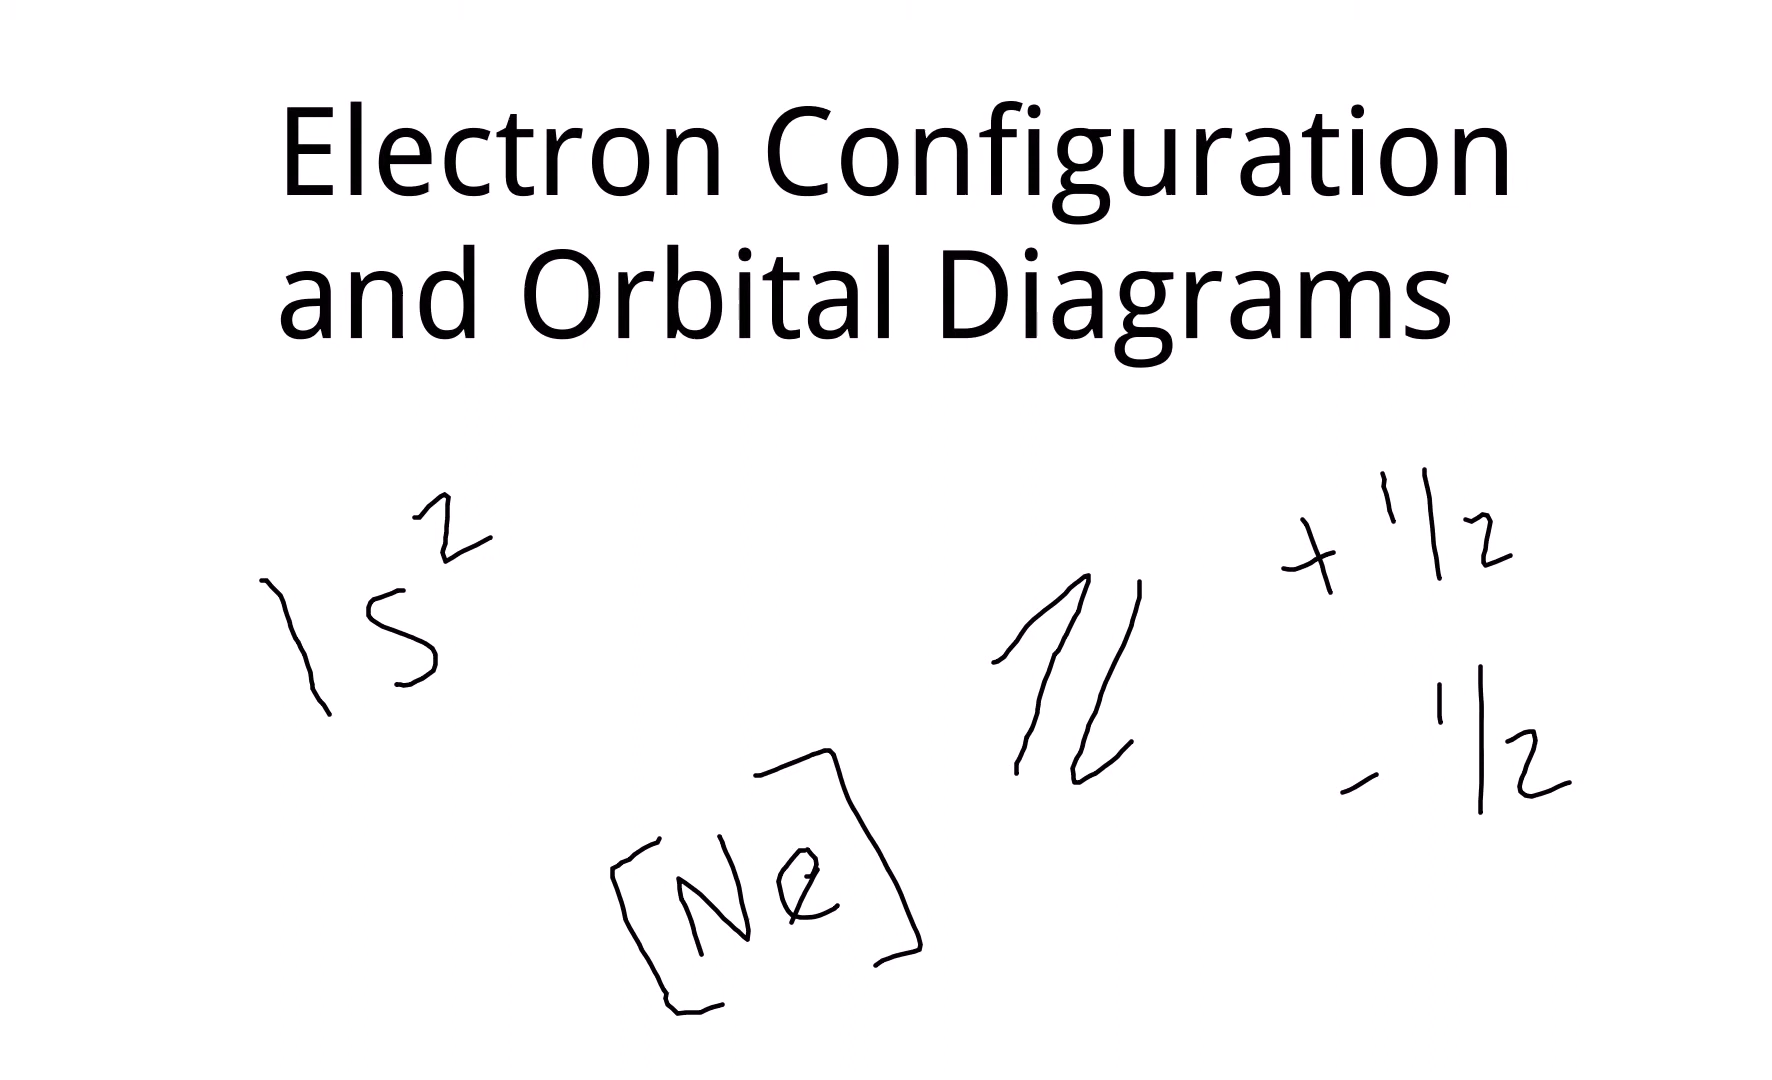 Electron Configuration
and Orbital Diagrams
1s²
↿⇂
+ 1/2
- 1/2
[Ne]